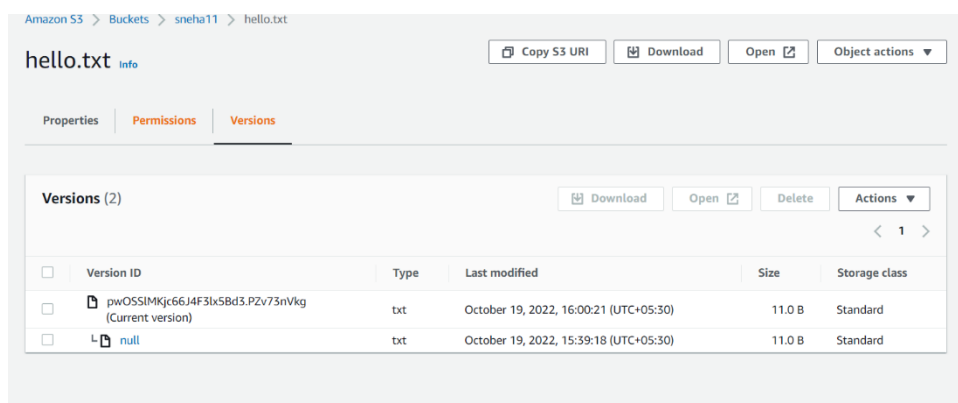 Amazon S3 > Buckets > sneha11 > hello.txt
hello.txt Info
Copy S3 URI Download Open Object actions
Properties Permissions Versions
Versions (2) Download Open Delete Actions
< 1 >
Version ID Type Last modified Size Storage class
pwOSSlMKjc66J4F3lx5Bd3.PZv73nVkg txt October 19, 2022, 16:00:21 (UTC+05:30) 11.0 B Standard
(Current version)
null txt October 19, 2022, 15:39:18 (UTC+05:30) 11.0 B Standard